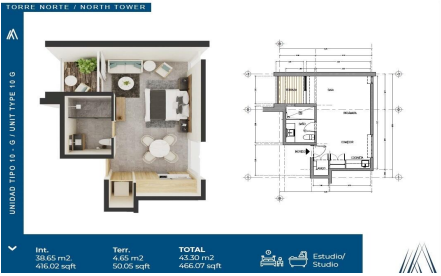 TORRE NORTE / NORTH TOWER
UNIDAD TIPO 10 - G / UNIT TYPE 10 G
Int.
38.65 m2.
416.02 sqft
Terr.
4.65 m2
50.05 sqft
TOTAL
43.30 m2
466.07 sqft
Estudio/
Studio